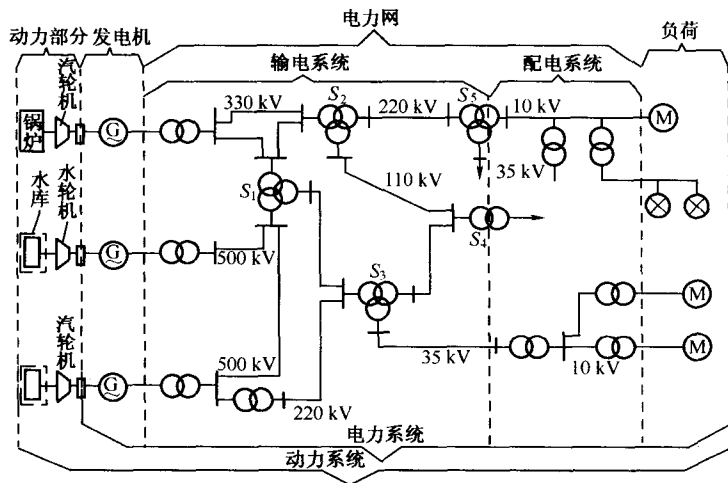 电力网
动力部分
发电机
负荷
输电系统
配电系统
汽轮机
330 kV
S2
220 kV
S5
10 kV
锅炉
G
M
水库
水轮机
S1
110 kV
35 kV
S4
G
500 kV
S3
M
汽轮机
500 kV
35 kV
10 kV
M
G
220 kV
电力系统
动力系统